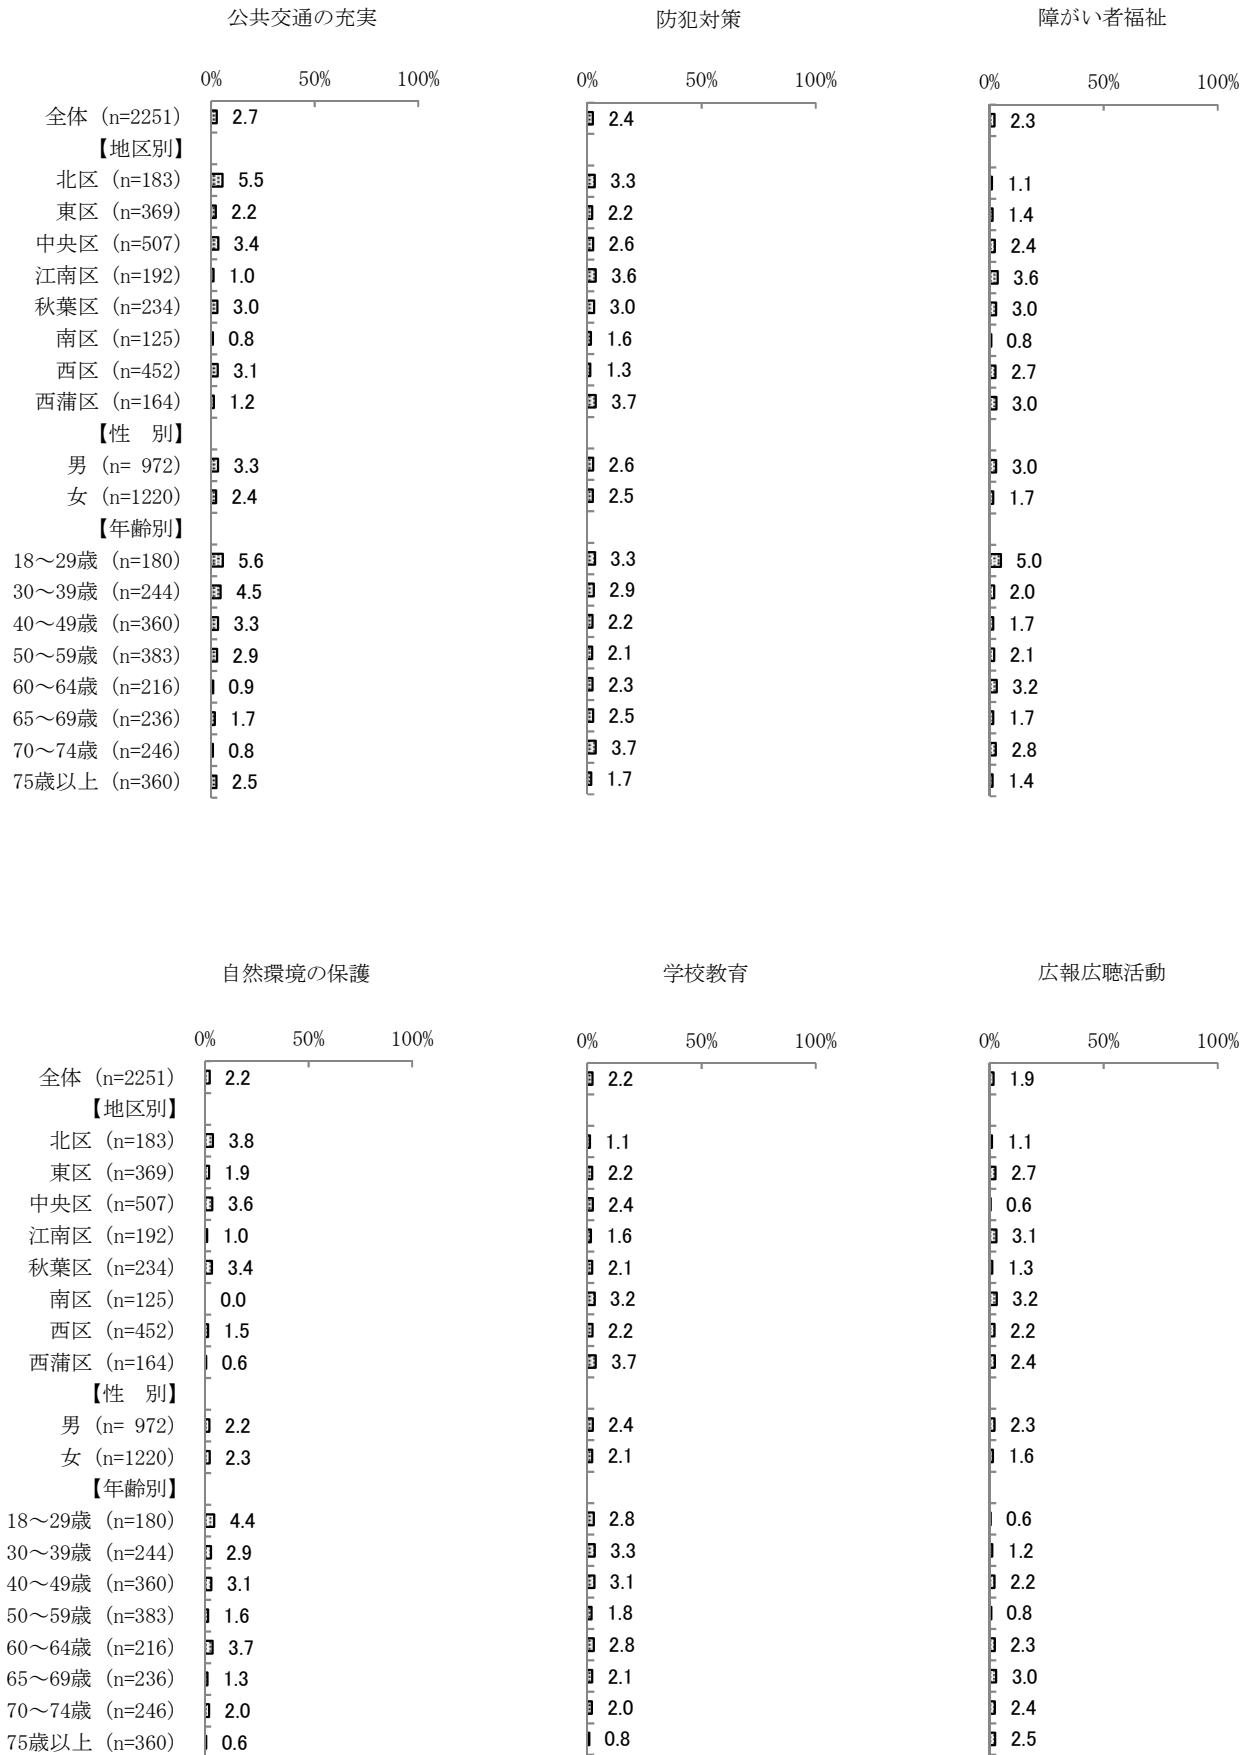 公共交通の充実 防犯対策 障がい者福祉
0% 50% 100% 0% 50% 100% 0% 50% 100%
全体 (n=2251) 2.7 2.4 2.3
【地区別】
北区 (n=183) 5.5 3.3 1.1
東区 (n=369) 2.2 2.2 1.4
中央区 (n=507) 3.4 2.6 2.4
江南区 (n=192) 1.0 3.6 3.6
秋葉区 (n=234) 3.0 3.0 3.0
南区 (n=125) 0.8 1.6 0.8
西区 (n=452) 3.1 1.3 2.7
西蒲区 (n=164) 1.2 3.7 3.0
【性　別】
男 (n= 972) 3.3 2.6 3.0
女 (n=1220) 2.4 2.5 1.7
【年齢別】
18～29歳 (n=180) 5.6 3.3 5.0
30～39歳 (n=244) 4.5 2.9 2.0
40～49歳 (n=360) 3.3 2.2 1.7
50～59歳 (n=383) 2.9 2.1 2.1
60～64歳 (n=216) 0.9 2.3 3.2
65～69歳 (n=236) 1.7 2.5 1.7
70～74歳 (n=246) 0.8 3.7 2.8
75歳以上 (n=360) 2.5 1.7 1.4
自然環境の保護 学校教育 広報広聴活動
0% 50% 100% 0% 50% 100% 0% 50% 100%
全体 (n=2251) 2.2 2.2 1.9
【地区別】
北区 (n=183) 3.8 1.1 1.1
東区 (n=369) 1.9 2.2 2.7
中央区 (n=507) 3.6 2.4 0.6
江南区 (n=192) 1.0 1.6 3.1
秋葉区 (n=234) 3.4 2.1 1.3
南区 (n=125) 0.0 3.2 3.2
西区 (n=452) 1.5 2.2 2.2
西蒲区 (n=164) 0.6 3.7 2.4
【性　別】
男 (n= 972) 2.2 2.4 2.3
女 (n=1220) 2.3 2.1 1.6
【年齢別】
18～29歳 (n=180) 4.4 2.8 0.6
30～39歳 (n=244) 2.9 3.3 1.2
40～49歳 (n=360) 3.1 3.1 2.2
50～59歳 (n=383) 1.6 1.8 0.8
60～64歳 (n=216) 3.7 2.8 2.3
65～69歳 (n=236) 1.3 2.1 3.0
70～74歳 (n=246) 2.0 2.0 2.4
75歳以上 (n=360) 0.6 0.8 2.5